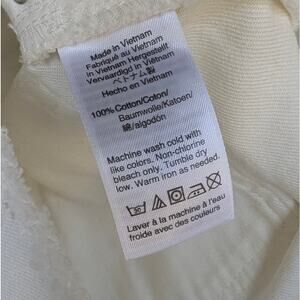 Made in Vietnam
Fabriqué au Vietnam
in Vietnam Hergestellt
Vervaardigd in Vietnam
ベトナム製
Hecho en Vietnam
100% Cotton/Coton/
Baumwolle/Katoen/
綿/algodón
Machine wash cold with
like colors. Non-chlorine
bleach only. Tumble dry
low. Warm iron as needed.
30
Laver à la machine à l'eau
froide avec des couleurs